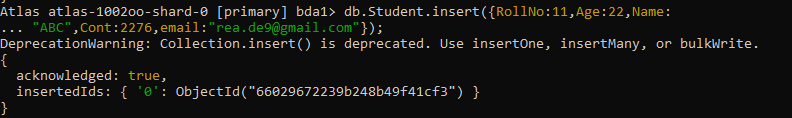 Atlas atlas-1002oo-shard-0 [primary] bda1> db.Student.insert({RollNo:11,Age:22,Name:
... "ABC",Cont:2276,email:"rea.de9@gmail.com"});
DeprecationWarning: Collection.insert() is deprecated. Use insertOne, insertMany, or bulkWrite.
{
  acknowledged: true,
  insertedIds: { '0': ObjectId("66029672239b248b49f41cf3") }
}